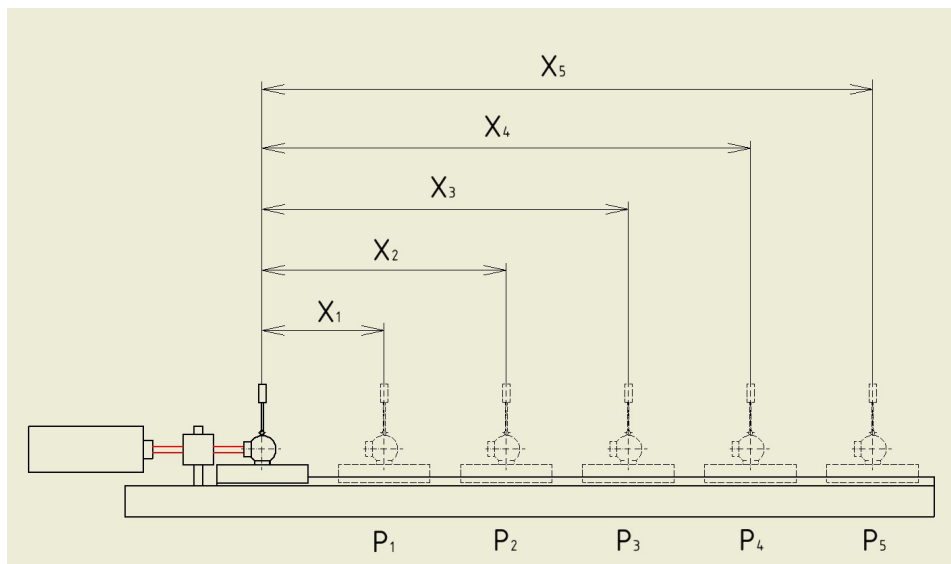 X₅
X₄
X₃
X₂
X₁
P₁ P₂ P₃ P₄ P₅